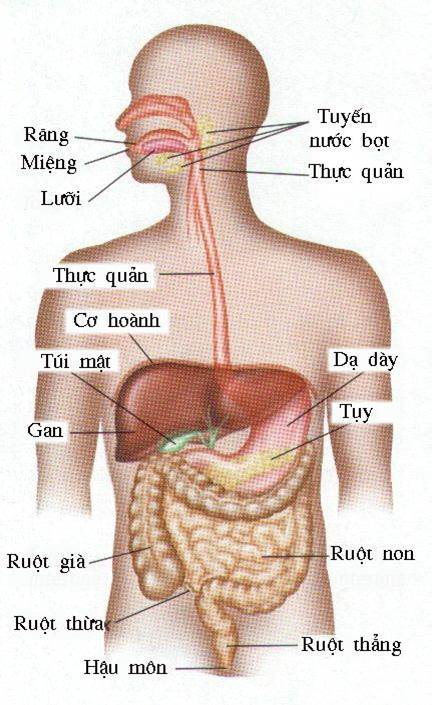 Tuyến
nước bọt
Răng
Miệng
Thực quản
Lưỡi
Thực quản
Cơ hoành
Túi mật
Dạ dày
Tụy
Gan
Ruột già
Ruột non
Ruột thừa
Ruột thẳng
Hậu môn